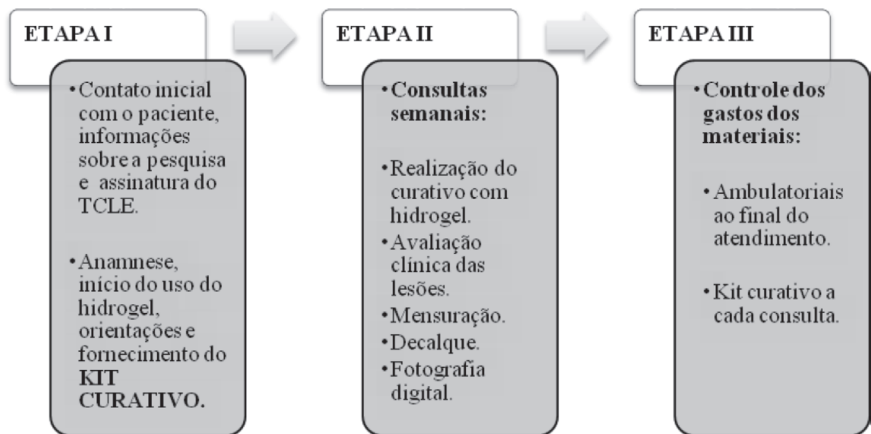 ETAPA I
•Contato inicial
com o paciente,
informações
sobre a pesquisa
e assinatura do
TCLE.
•Anamnese,
início do uso do
hidrogel,
orientações e
fornecimento do
KIT
CURATIVO.
ETAPA II
•Consultas
semanais:
•Realização do
curativo com
hidrogel.
•Avaliação
clínica das
lesões.
•Mensuração.
•Decalque.
•Fotografia
digital.
ETAPA III
•Controle dos
gastos dos
materiais:
•Ambulatoriais
ao final do
atendimento.
•Kit curativo a
cada consulta.